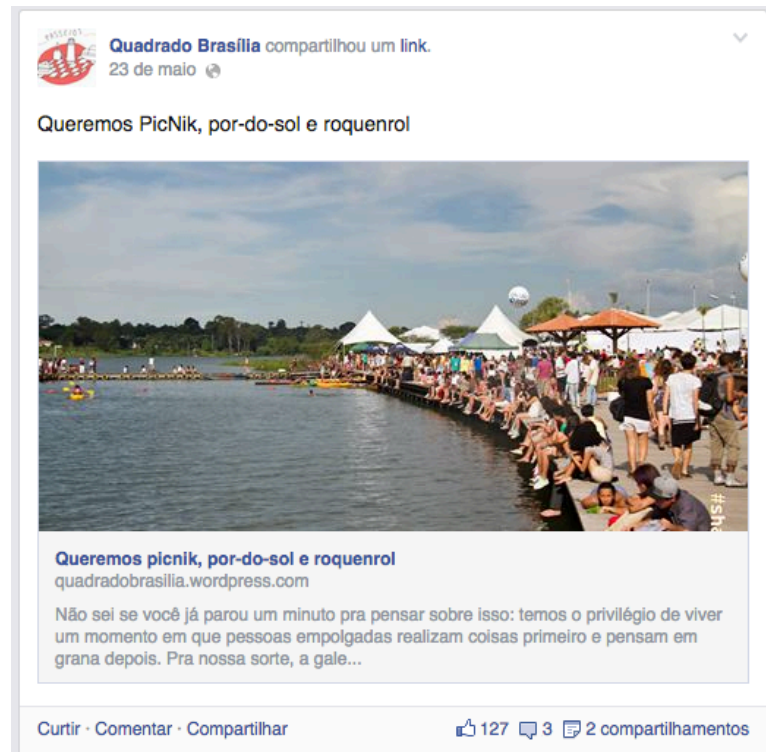 PASSEIOS
Quadrado Brasília compartilhou um link.
23 de maio
Queremos PicNik, por-do-sol e roquenrol
#sha
Queremos picnik, por-do-sol e roquenrol
quadradobrasilia.wordpress.com
Não sei se você já parou um minuto pra pensar sobre isso: temos o privilégio de viver
um momento em que pessoas empolgadas realizam coisas primeiro e pensam em
grana depois. Pra nossa sorte, a gale...
Curtir · Comentar · Compartilhar 127 3 2 compartilhamentos